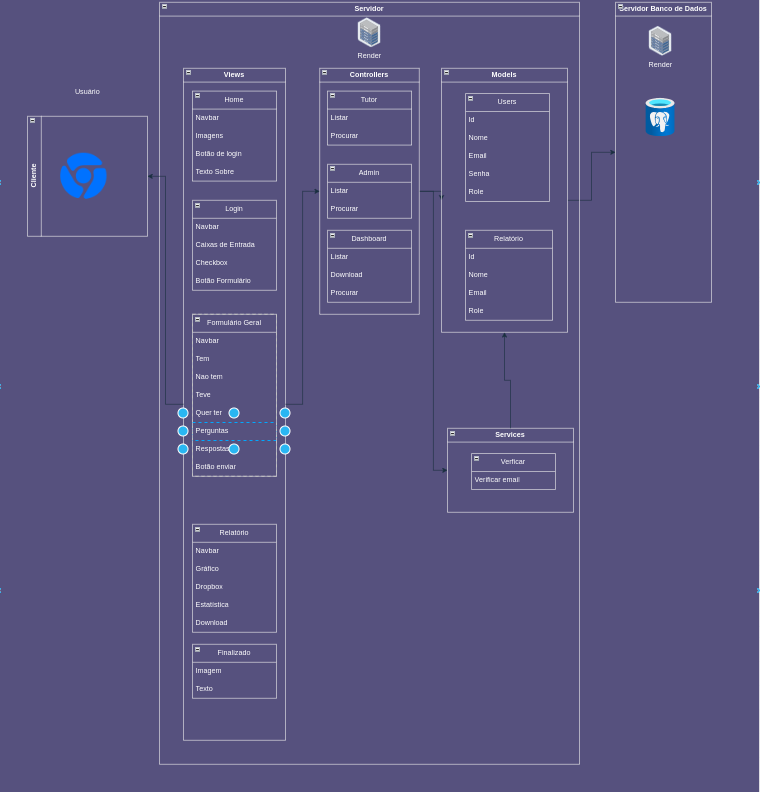 Usuário
Cliente
Servidor
Render
Views
Home
Navbar
Imagens
Botão de login
Texto Sobre
Login
Navbar
Caixas de Entrada
Checkbox
Botão Formulário
Formulário Geral
Navbar
Tem
Nao tem
Teve
Quer ter
Perguntas
Respostas
Botão enviar
Relatório
Navbar
Gráfico
Dropbox
Estatística
Download
Finalizado
Imagem
Texto
Controllers
Tutor
Listar
Procurar
Admin
Listar
Procurar
Dashboard
Listar
Download
Procurar
Models
Users
Id
Nome
Email
Senha
Role
Relatório
Id
Nome
Email
Role
Services
Verficar
Verificar email
Servidor Banco de Dados
Render